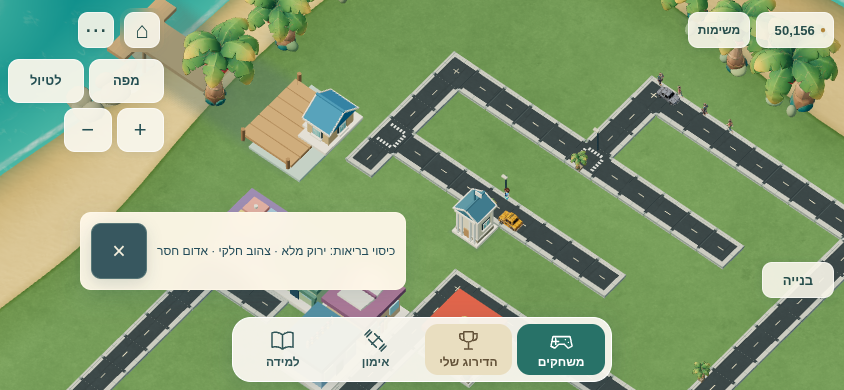 50,156
משימות
מפה
לטיול
+
−
כיסוי בריאות: ירוק מלא · צהוב חלקי · אדום חסר
×
בנייה
משחקים
הדירוג שלי
אימון
למידה